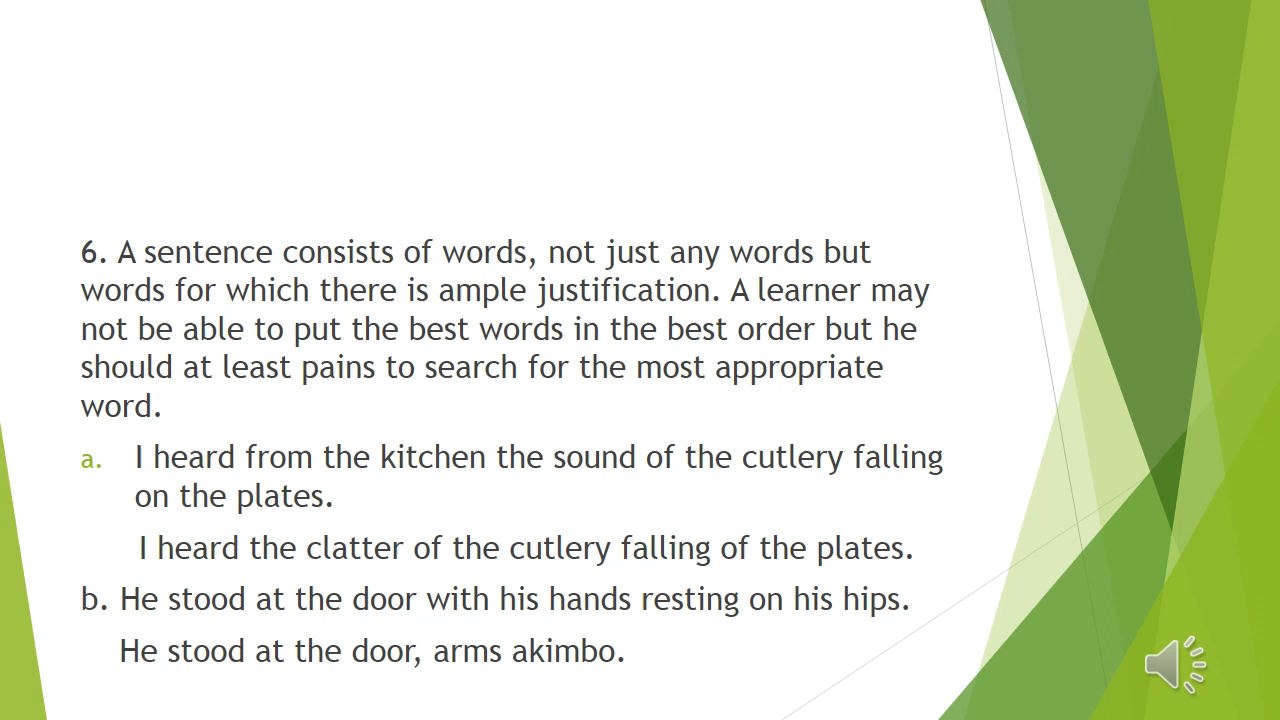 6. A sentence consists of words, not just any words but
words for which there is ample justification. A learner may
not be able to put the best words in the best order but he
should at least pains to search for the most appropriate
word.
a. I heard from the kitchen the sound of the cutlery falling
on the plates.
I heard the clatter of the cutlery falling of the plates.
b. He stood at the door with his hands resting on his hips.
He stood at the door, arms akimbo.